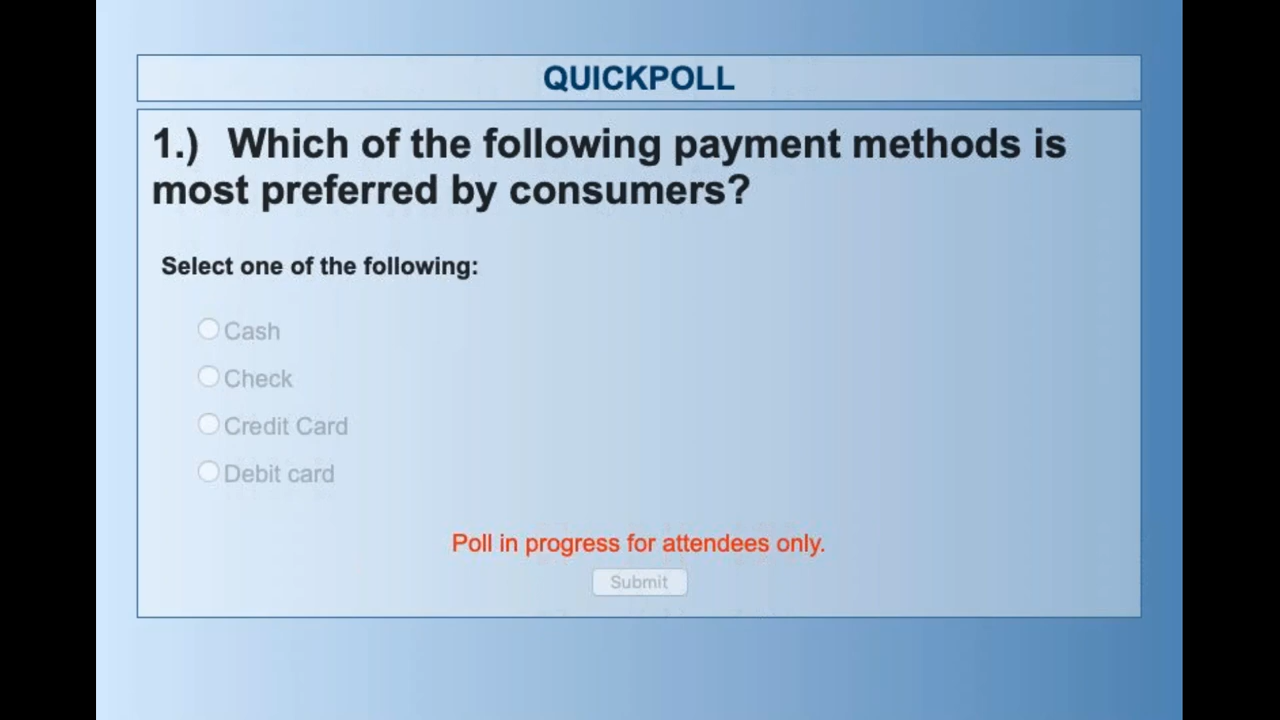 QUICKPOLL
1.) Which of the following payment methods is
most preferred by consumers?
Select one of the following:
Cash
Check
Credit Card
Debit card
Poll in progress for attendees only.
Submit